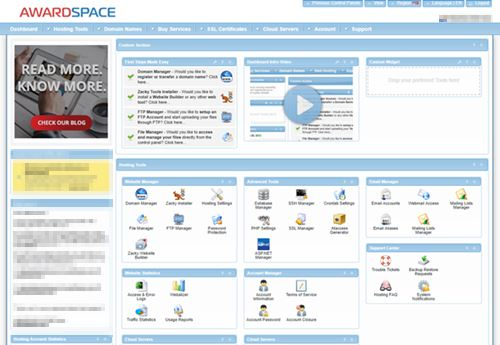 AWARDSPACE
Previous Control Panels
View
Region
Language / EN
Logout
Dashboard
Hosting Tools
Domain Names
Buy Services
SSL Certificates
Cloud Servers
Account
Support
READ MORE.
KNOW MORE.
CHECK OUR BLOG
Custom Section
First Steps Made Easy
Domain Manager - Would you like to
register or transfer a domain name? Click
here...
Zacky Tools Installer - Would you like to
install a Website Builder or any other web
tool? Click here...
FTP Manager - Would you like to setup an
FTP Account and start uploading your files
through FTP? Click here...
File Manager - Would you like to access
and manage your files directly from the
control panel? Click here...
Dashboard Intro Video
Custom Widget
Drop your preferred Tools here
Hosting Tools
Website Manager
Domain Manager
Zacky Installer
Hosting Settings
File Manager
FTP Manager
Password
Protection
Zacky Website
Builder
Advanced Tools
Database
Manager
SSH Manager
Crontab Settings
PHP Settings
SSL Manager
Htaccess
Generator
ASP.NET
Manager
Email Manager
Email Accounts
Webmail Access
Mailing Lists
Manager
Email Aliases
Mailing Lists
Manager
Support Center
Trouble Tickets
Backup Restore
Requests
Hosting FAQ
System
Notifications
Website Statistics
Access & Error
Logs
Webalizer
Traffic Statistics
Usage Reports
Account Manager
Account
Information
Terms of Service
Account Password
Account Closure
Hosting Account Statistics
Cloud Servers
Cloud Servers